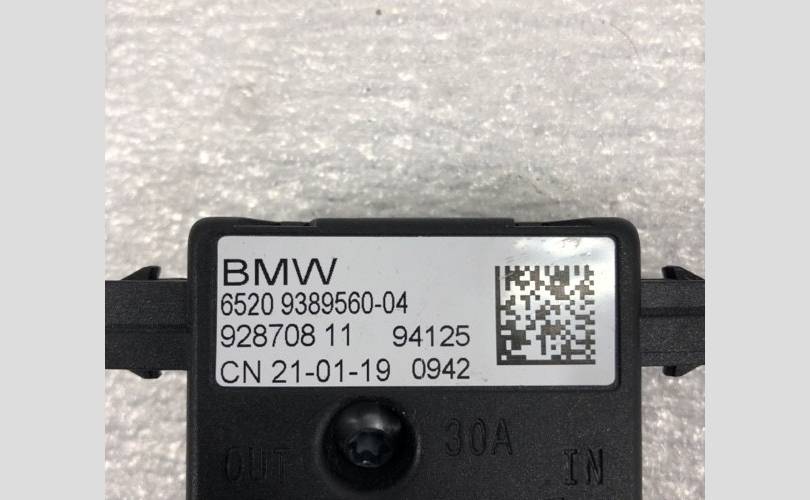 BMW
6520 9389560-04
928708 11 94125
CN 21-01-19 0942
30A
OUT IN